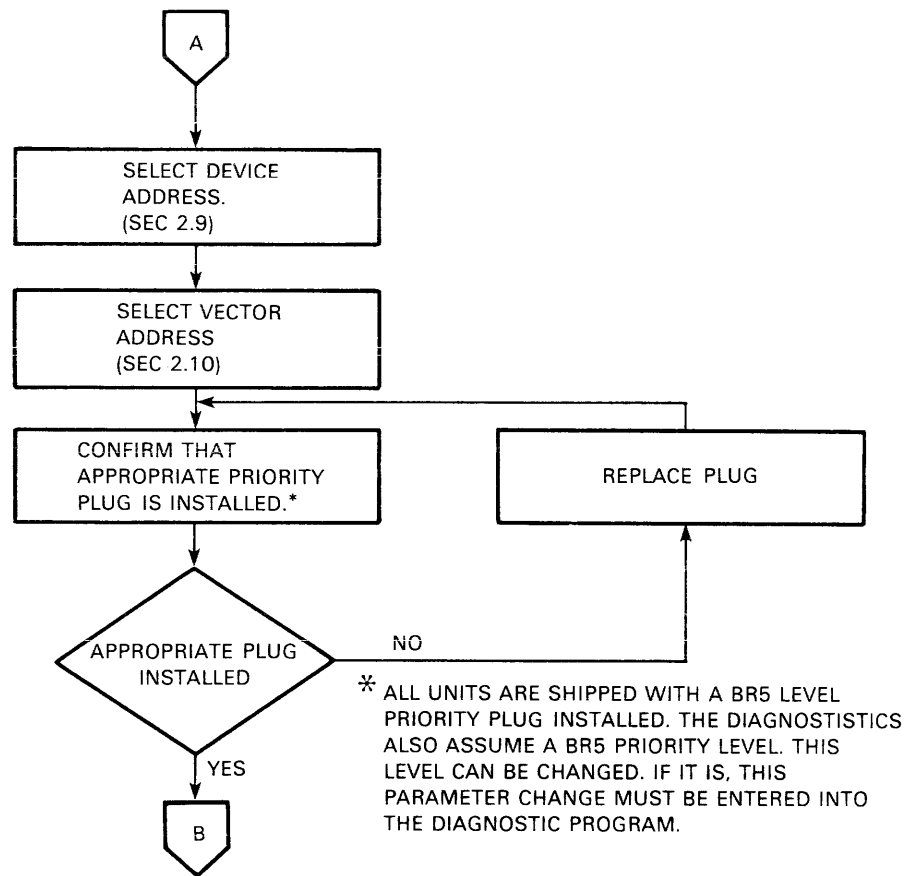 A
SELECT DEVICE
ADDRESS.
(SEC 2.9)
SELECT VECTOR
ADDRESS
(SEC 2.10)
CONFIRM THAT
APPROPRIATE PRIORITY
PLUG IS INSTALLED.*
REPLACE PLUG
APPROPRIATE PLUG
INSTALLED
NO
YES
B
* ALL UNITS ARE SHIPPED WITH A BR5 LEVEL
PRIORITY PLUG INSTALLED. THE DIAGNOSTISTICS
ALSO ASSUME A BR5 PRIORITY LEVEL. THIS
LEVEL CAN BE CHANGED. IF IT IS, THIS
PARAMETER CHANGE MUST BE ENTERED INTO
THE DIAGNOSTIC PROGRAM.